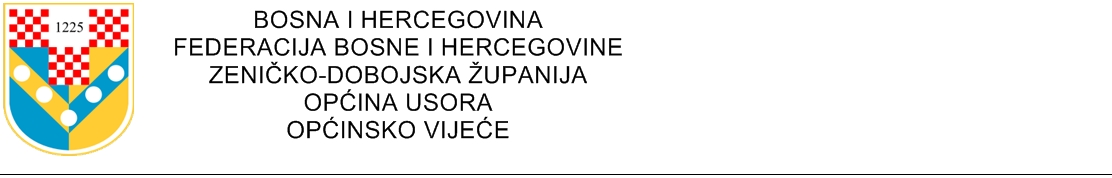 1225
BOSNA I HERCEGOVINA
FEDERACIJA BOSNE I HERCEGOVINE
ZENIČKO-DOBOJSKA ŽUPANIJA
OPĆINA USORA
OPĆINSKO VIJEĆE